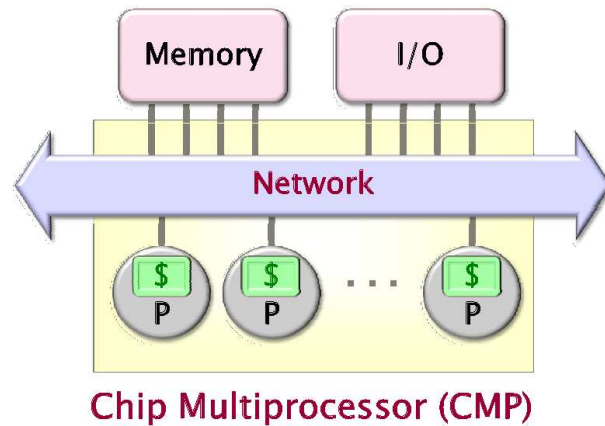 Memory
I/O
Network
$
$
...
$
P
P
P
Chip Multiprocessor (CMP)